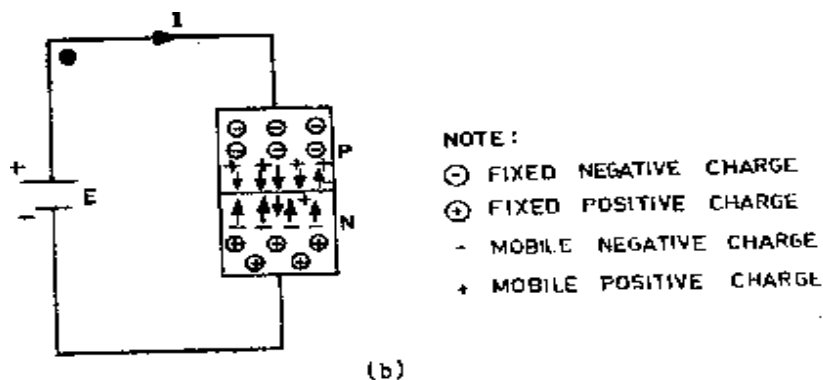 I
+
E
-
P
N
NOTE:
⊖ FIXED NEGATIVE CHARGE
⊕ FIXED POSITIVE CHARGE
- MOBILE NEGATIVE CHARGE
+ MOBILE POSITIVE CHARGE
(b)